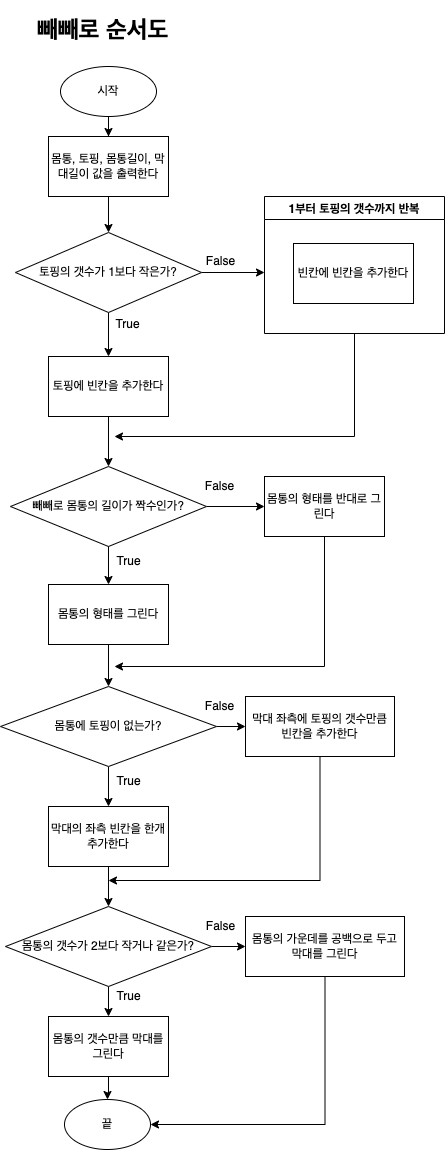 빼빼로 순서도
시작
몸통, 토핑, 몸통길이, 막
대길이 값을 출력한다
1부터 토핑의 갯수까지 반복
토핑의 갯수가 1보다 작은가?
False
빈칸에 빈칸을 추가한다
True
토핑에 빈칸을 추가한다
빼빼로 몸통의 길이가 짝수인가?
False
몸통의 형태를 반대로 그
린다
True
몸통의 형태를 그린다
몸통에 토핑이 없는가?
False
막대 좌측에 토핑의 갯수만큼
빈칸을 추가한다
True
막대의 좌측 빈칸을 한개
추가한다
몸통의 갯수가 2보다 작거나 같은가?
False
몸통의 가운데를 공백으로 두고
막대를 그린다
True
몸통의 갯수만큼 막대를
그린다
끝